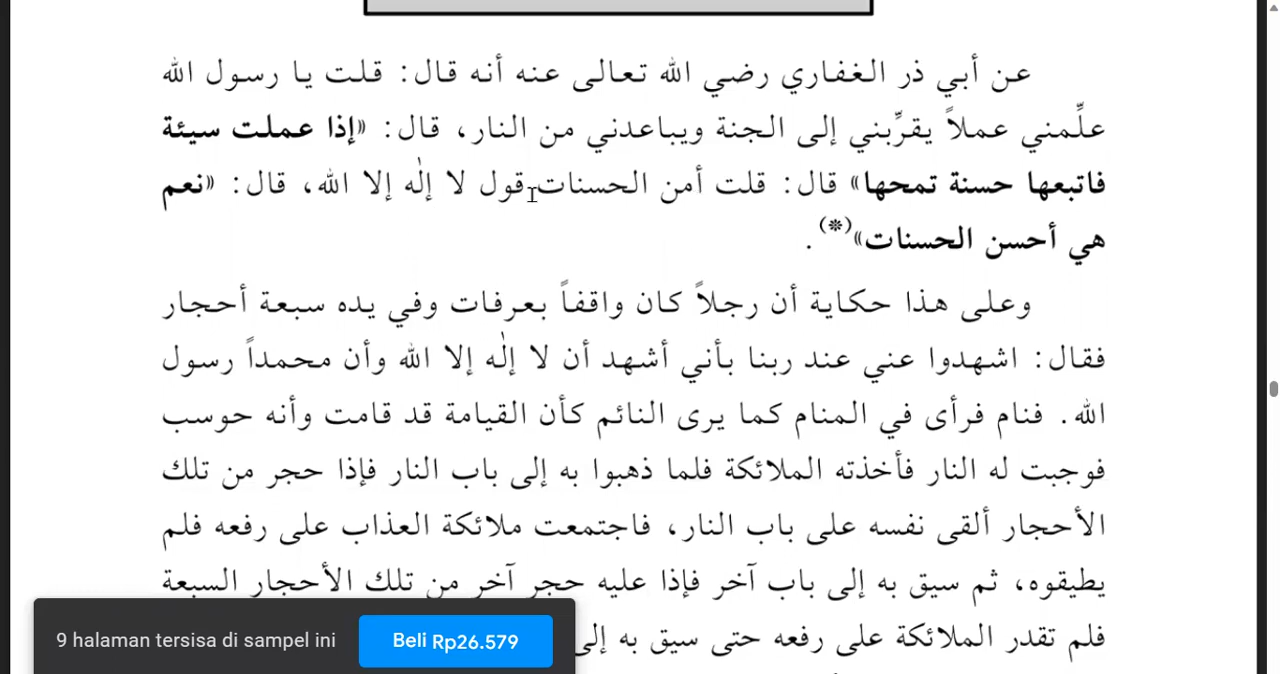 عن أبي ذر الغفاري رضي الله تعالى عنه أنه قال: قلت يا رسول الله
علِّمني عملاً يقرِّبني إلى الجنة ويباعدني من النار، قال: «إذا عملت سيئة
فاتبعها حسنة تمحها» قال: قلت أمن الحسنات قول لا إلٰه إلا الله، قال: «نعم
هي أحسن الحسنات»(*).
وعلى هذا حكاية أن رجلاً كان واقفاً بعرفات وفي يده سبعة أحجار
فقال: اشهدوا عني عند ربنا بأني أشهد أن لا إلٰه إلا الله وأن محمداً رسول
الله. فنام فرأى في المنام كما يرى النائم كأن القيامة قد قامت وأنه حوسب
فوجبت له النار فأخذته الملائكة فلما ذهبوا به إلى باب النار فإذا حجر من تلك
الأحجار ألقى نفسه على باب النار، فاجتمعت ملائكة العذاب على رفعه فلم
يطيقوه، ثم سيق به إلى باب آخر فإذا عليه حجر آخر من تلك الأحجار السبعة
فلم تقدر الملائكة على رفعه حتى سيق به إلى
9 halaman tersisa di sampel ini
Beli Rp26.579